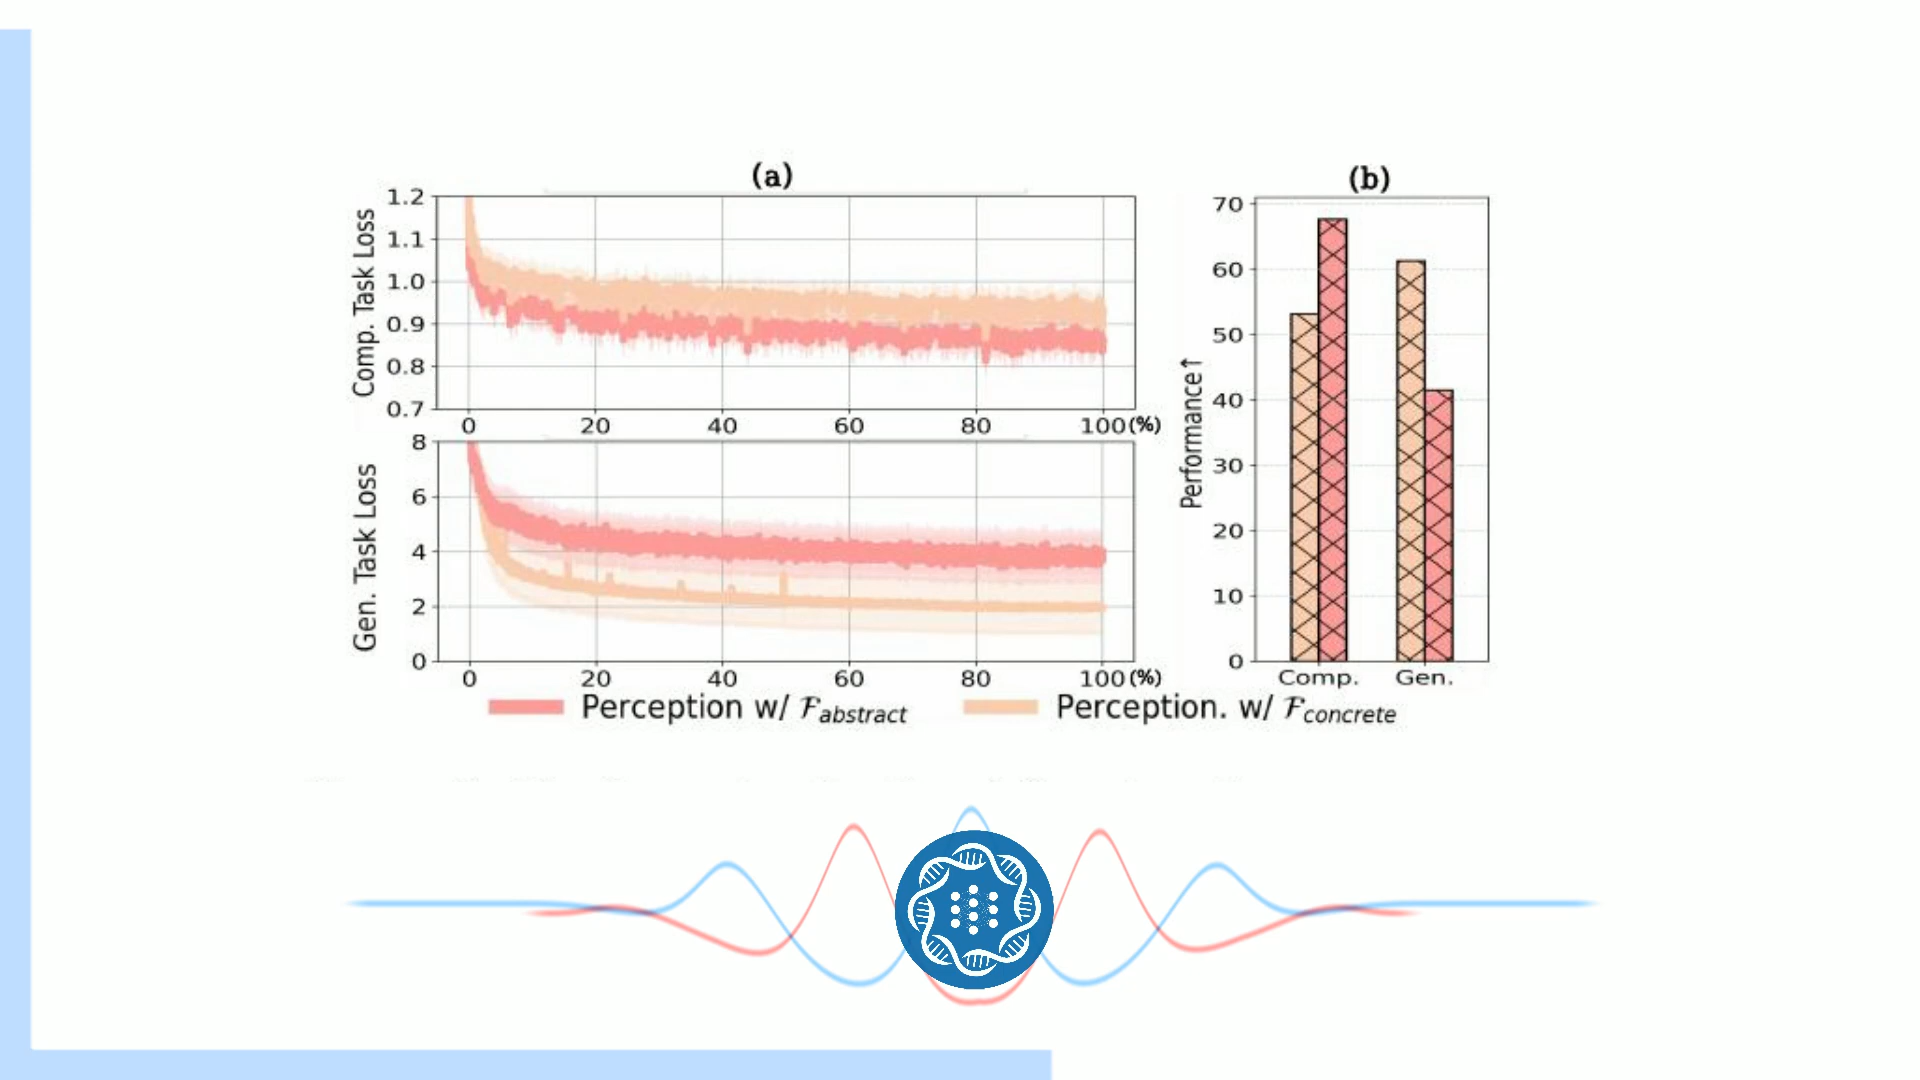 (a)
Comp. Task Loss
1.2
1.1
1.0
0.9
0.8
0.7
0 20 40 60 80 100(%)
Gen. Task Loss
8
6
4
2
0
0 20 40 60 80 100(%)
(b)
Performance↑
70
60
50
40
30
20
10
0
Comp. Gen.
Perception w/ ℱabstract Perception. w/ ℱconcrete